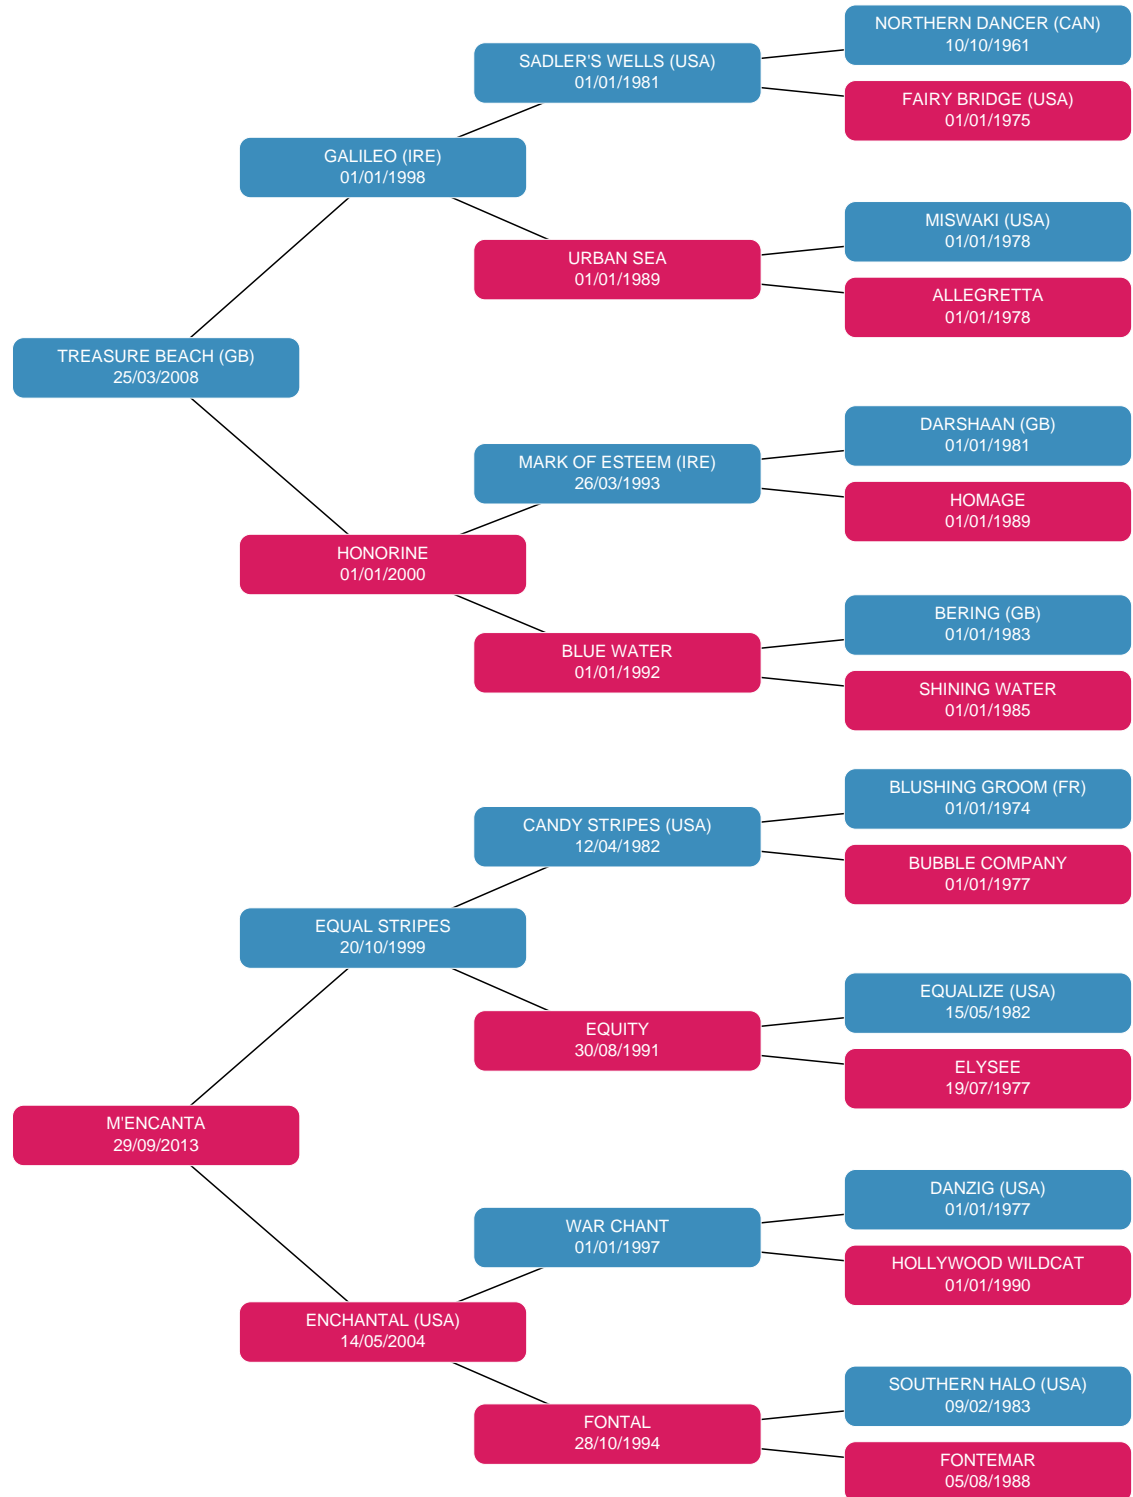 NORTHERN DANCER (CAN)
10/10/1961
SADLER'S WELLS (USA)
01/01/1981
FAIRY BRIDGE (USA)
01/01/1975
GALILEO (IRE)
01/01/1998
MISWAKI (USA)
01/01/1978
URBAN SEA
01/01/1989
ALLEGRETTA
01/01/1978
TREASURE BEACH (GB)
25/03/2008
DARSHAAN (GB)
01/01/1981
MARK OF ESTEEM (IRE)
26/03/1993
HOMAGE
01/01/1989
HONORINE
01/01/2000
BERING (GB)
01/01/1983
BLUE WATER
01/01/1992
SHINING WATER
01/01/1985
BLUSHING GROOM (FR)
01/01/1974
CANDY STRIPES (USA)
12/04/1982
BUBBLE COMPANY
01/01/1977
EQUAL STRIPES
20/10/1999
EQUALIZE (USA)
15/05/1982
EQUITY
30/08/1991
ELYSEE
19/07/1977
M'ENCANTA
29/09/2013
DANZIG (USA)
01/01/1977
WAR CHANT
01/01/1997
HOLLYWOOD WILDCAT
01/01/1990
ENCHANTAL (USA)
14/05/2004
SOUTHERN HALO (USA)
09/02/1983
FONTAL
28/10/1994
FONTEMAR
05/08/1988